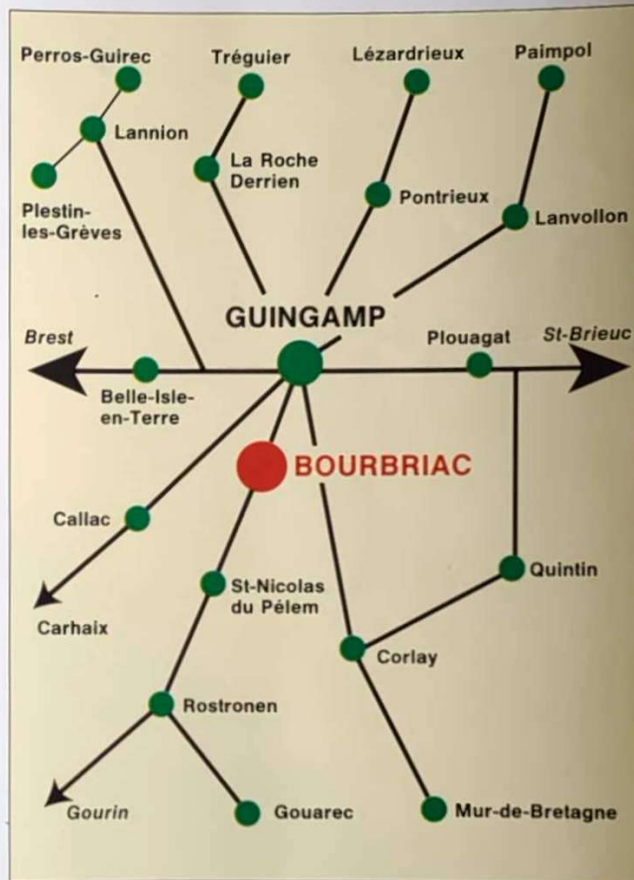 Perros-Guirec
Tréguier
Lézardrieux
Paimpol
Lannion
La Roche
Derrien
Pontrieux
Lanvollon
Plestin-
les-Grèves
GUINGAMP
Brest
Plouagat
St-Brieuc
Belle-Isle-
en-Terre
BOURBRIAC
Callac
Quintin
St-Nicolas
du Pélem
Carhaix
Corlay
Rostronen
Gourin
Gouarec
Mur-de-Bretagne